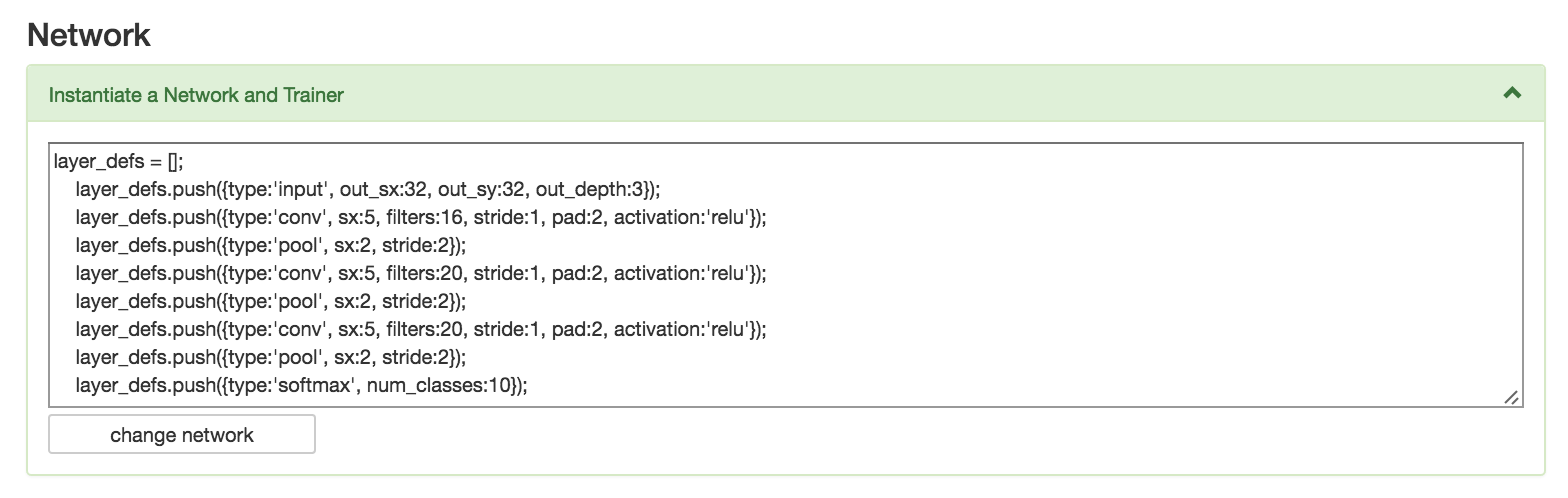 Network
Instantiate a Network and Trainer
layer_defs = [];
layer_defs.push({type:'input', out_sx:32, out_sy:32, out_depth:3});
layer_defs.push({type:'conv', sx:5, filters:16, stride:1, pad:2, activation:'relu'});
layer_defs.push({type:'pool', sx:2, stride:2});
layer_defs.push({type:'conv', sx:5, filters:20, stride:1, pad:2, activation:'relu'});
layer_defs.push({type:'pool', sx:2, stride:2});
layer_defs.push({type:'conv', sx:5, filters:20, stride:1, pad:2, activation:'relu'});
layer_defs.push({type:'pool', sx:2, stride:2});
layer_defs.push({type:'softmax', num_classes:10});
change network